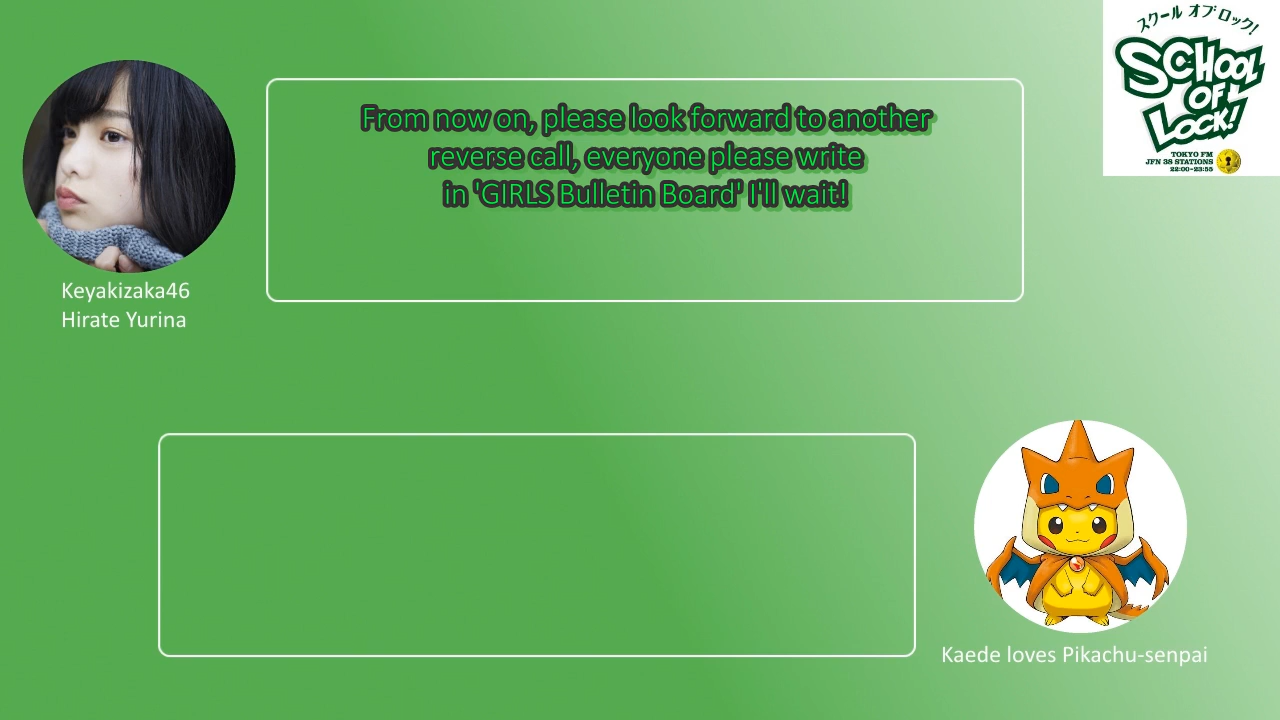 スクール オブ ロック!
SCHOOL
OF
LOCK!
TOKYO FM
JFN 38 STATIONS
22:00-23:55
From now on, please look forward to another
reverse call, everyone please write
in 'GIRLS Bulletin Board' I'll wait!
Keyakizaka46
Hirate Yurina
Kaede loves Pikachu-senpai